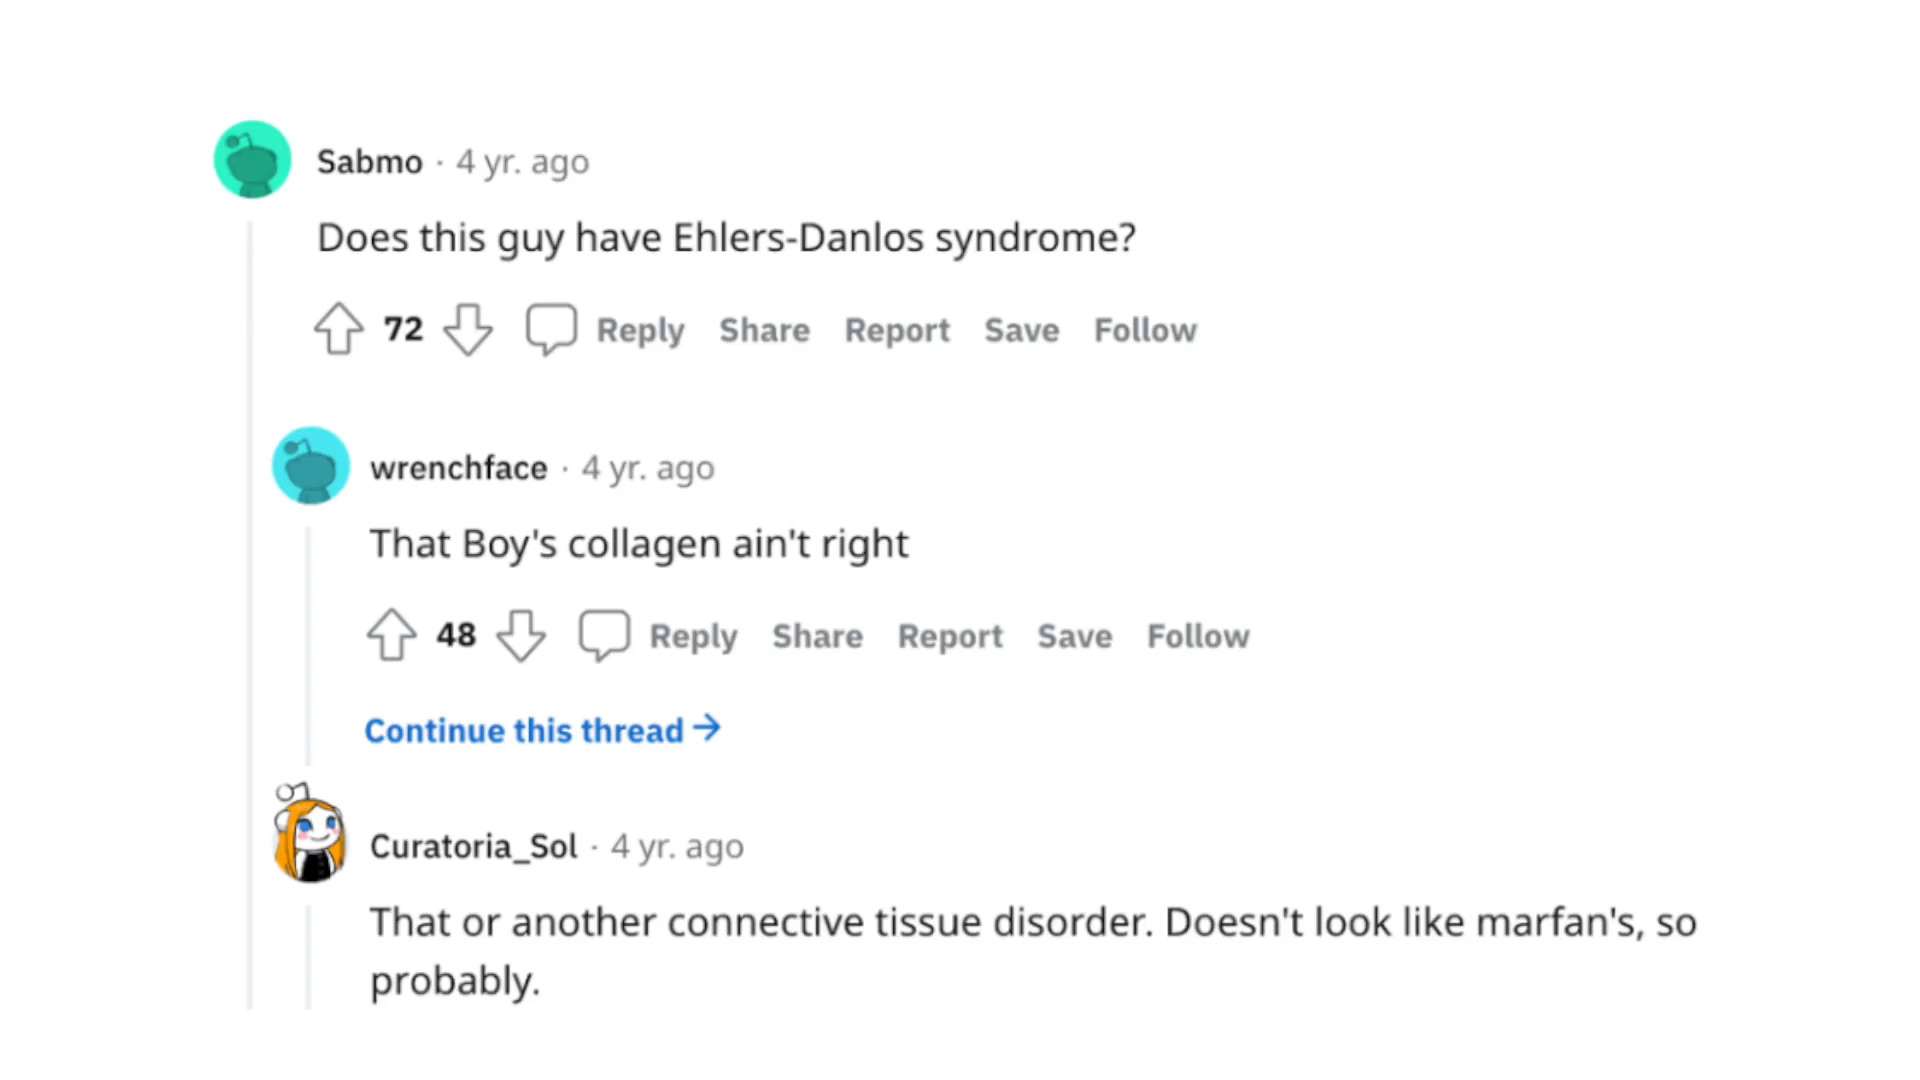 Sabmo · 4 yr. ago
Does this guy have Ehlers-Danlos syndrome?
72 Reply Share Report Save Follow
wrenchface · 4 yr. ago
That Boy's collagen ain't right
48 Reply Share Report Save Follow
Continue this thread →
Curatoria_Sol · 4 yr. ago
That or another connective tissue disorder. Doesn't look like marfan's, so
probably.